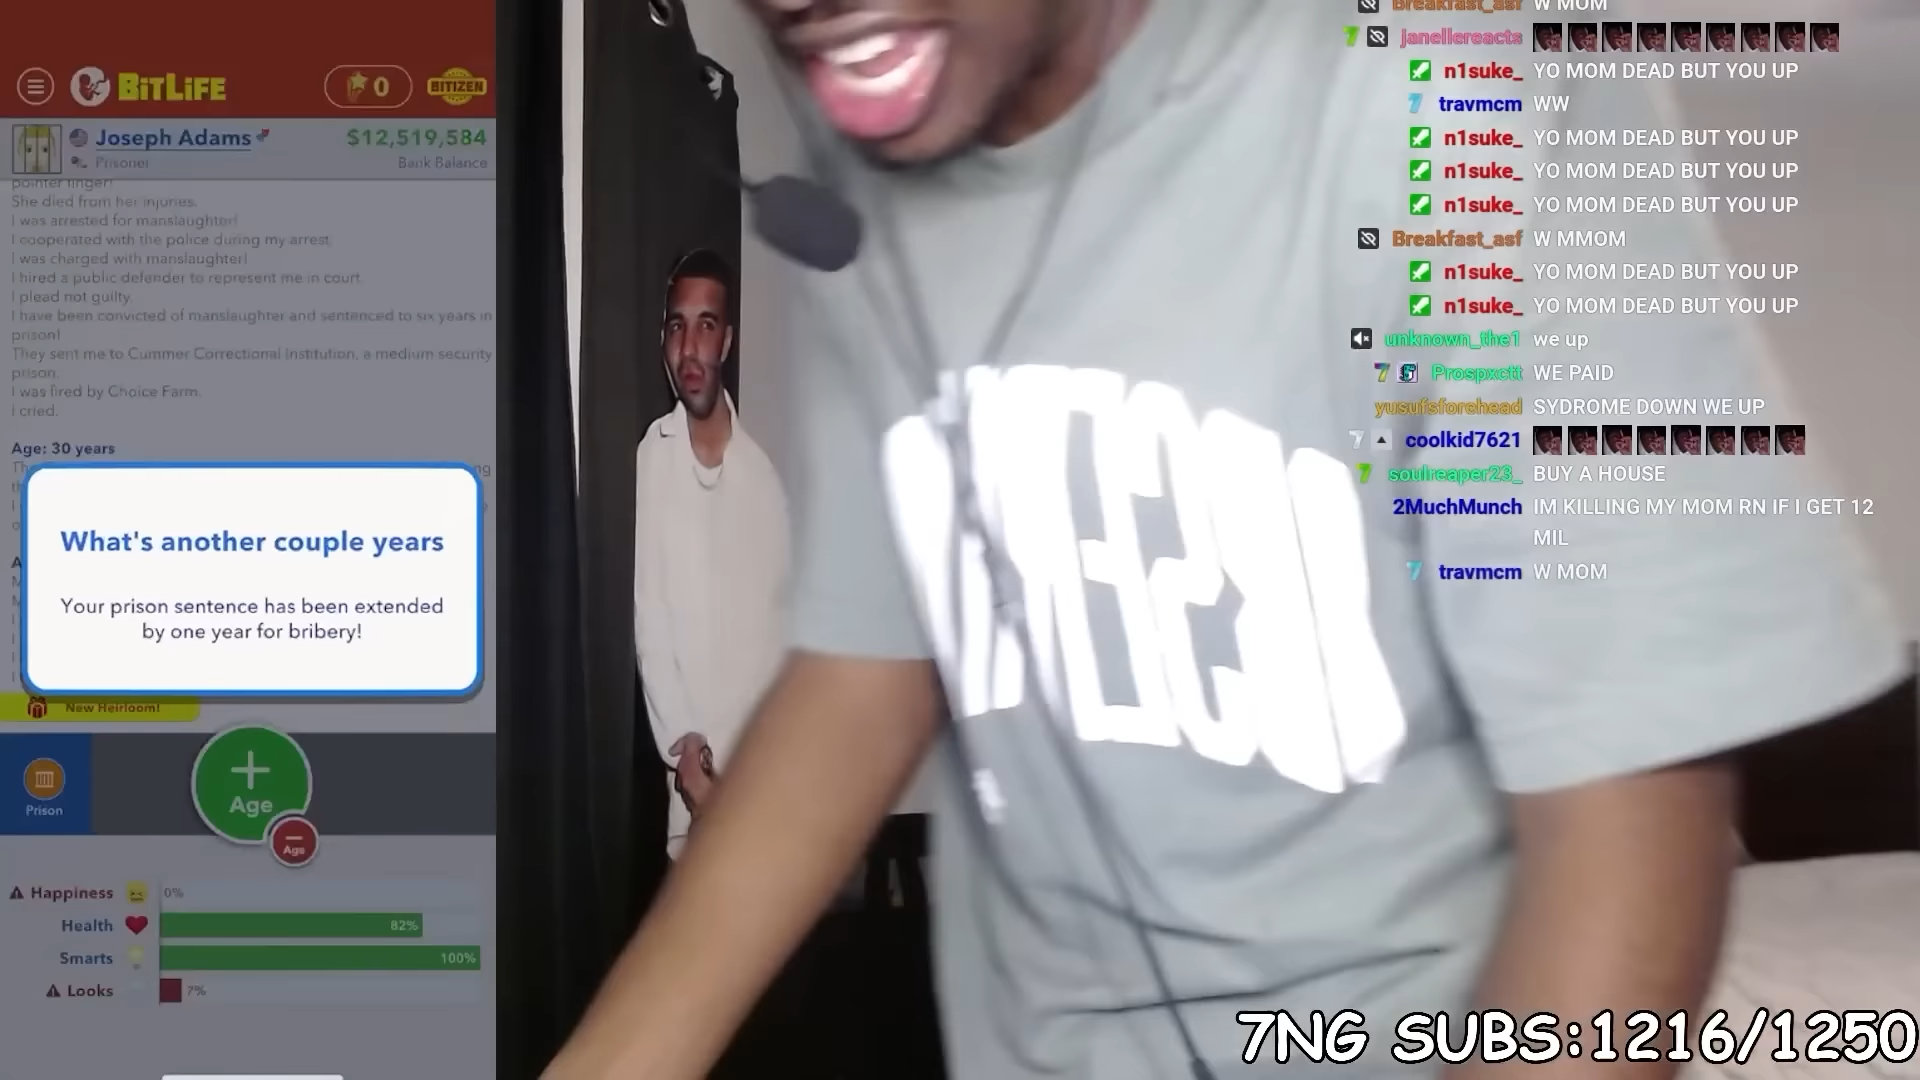 BITLIFE
0
BITIZEN
Joseph Adams
$12,519,584
Prisoner
Bank Balance
pointer finger!
She died from her injuries.
I was arrested for manslaughter!
I cooperated with the police during my arrest.
I was charged with manslaughter!
I hired a public defender to represent me in court.
I plead not guilty.
I have been convicted of manslaughter and sentenced to six years in
prison!
They sent me to Cummer Correctional Institution, a medium security
prison.
I was fired by Choice Farm.
I cried.
Age: 30 years
What's another couple years
Your prison sentence has been extended
by one year for bribery!
New Heirloom!
Prison
+
Age
Age
Happiness 0%
Health 82%
Smarts 100%
Looks 7%
Breakfast_asf W MOM
janellereacts
n1suke_ YO MOM DEAD BUT YOU UP
travmcm WW
n1suke_ YO MOM DEAD BUT YOU UP
n1suke_ YO MOM DEAD BUT YOU UP
n1suke_ YO MOM DEAD BUT YOU UP
Breakfast_asf W MMOM
n1suke_ YO MOM DEAD BUT YOU UP
n1suke_ YO MOM DEAD BUT YOU UP
unknown_the1 we up
Prospxctt WE PAID
yusufsforehead SYDROME DOWN WE UP
coolkid7621
soulreaper23_ BUY A HOUSE
2MuchMunch IM KILLING MY MOM RN IF I GET 12
MIL
travmcm W MOM
7NG SUBS:1216/1250